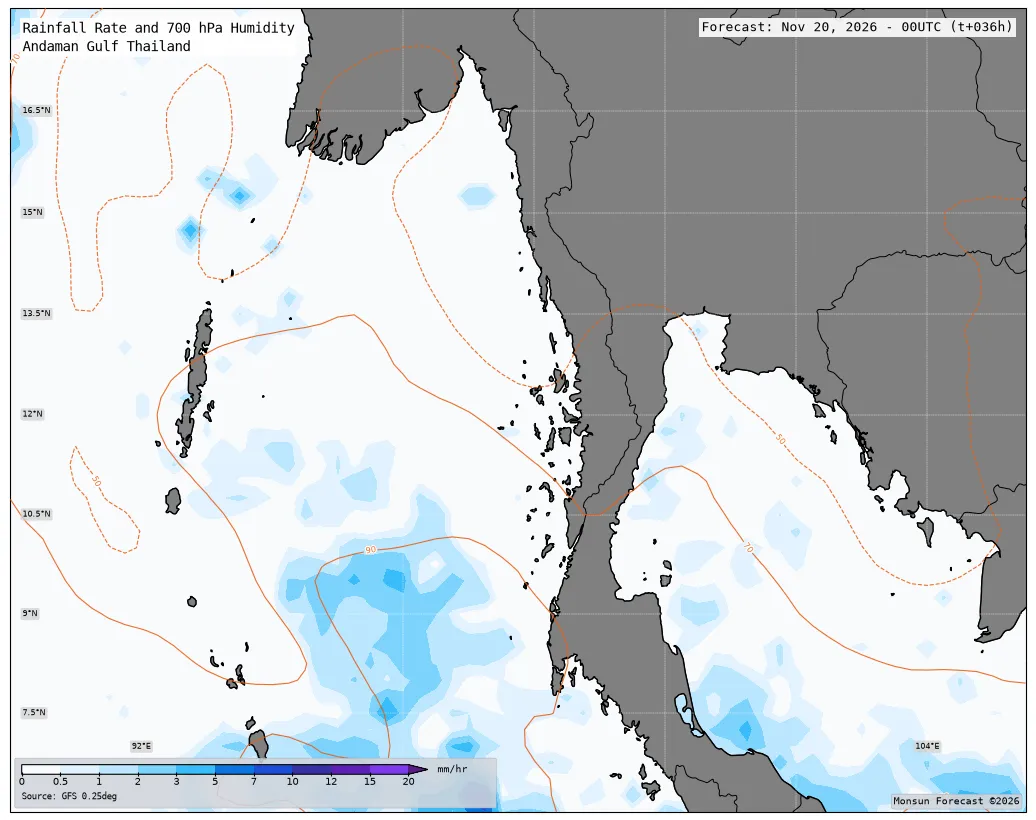 Rainfall Rate and 700 hPa Humidity
Andaman Gulf Thailand
Forecast: Nov 20, 2026 - 00UTC (t+036h)
70
16.5°N
15°N
13.5°N
12°N
50
50
10.5°N
90
70
9°N
7.5°N
92°E
104°E
mm/hr
0 0.5 1 2 3 5 7 10 12 15 20
Source: GFS 0.25deg
Monsun Forecast ©2026